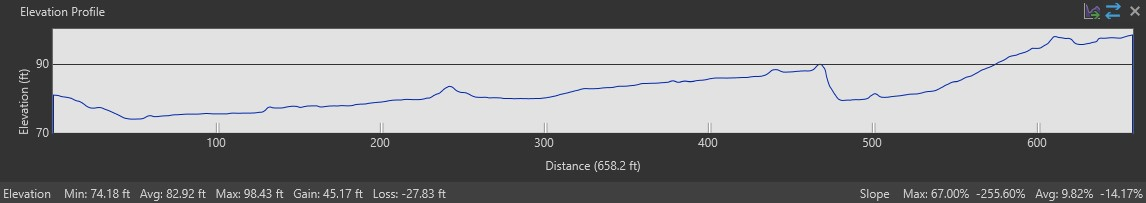 Elevation Profile
90
Elevation (ft)
70
100 200 300 400 500 600
Distance (658.2 ft)
Elevation Min: 74.18 ft Avg: 82.92 ft Max: 98.43 ft Gain: 45.17 ft Loss: -27.83 ft Slope Max: 67.00% -255.60% Avg: 9.82% -14.17%